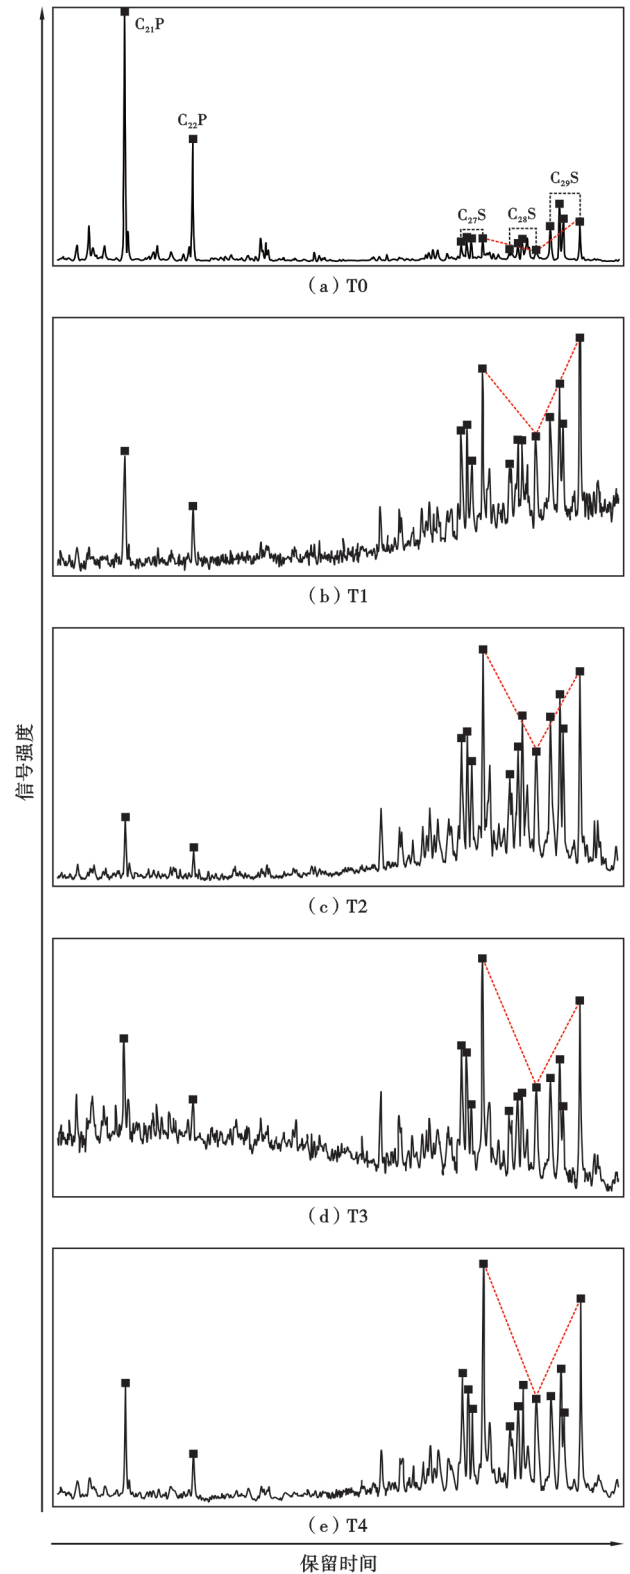 C₂₁P
C₂₂P
C₂₇S
C₂₈S
C₂₉S
（a）T0
（b）T1
（c）T2
（d）T3
（e）T4
信号强度
保留时间